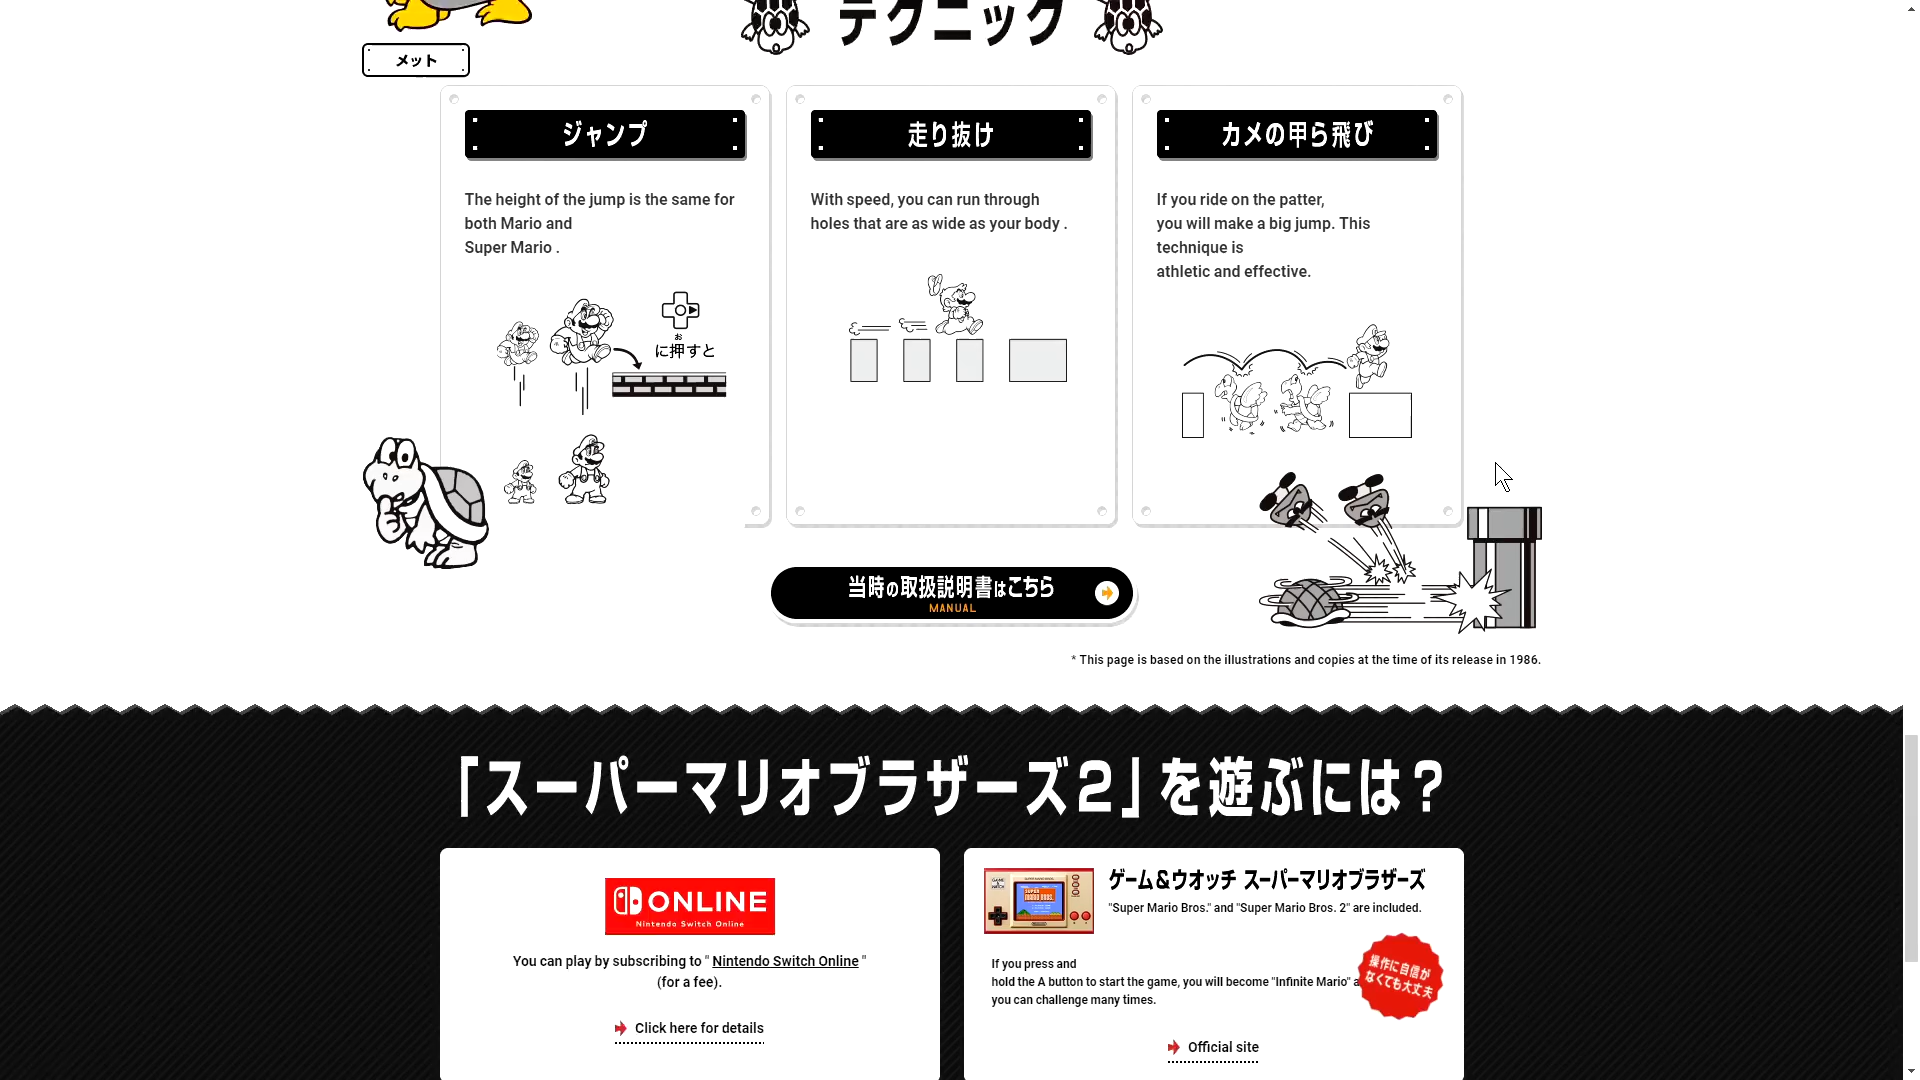 テクニック
メット
ジャンプ
The height of the jump is the same for
both Mario and
Super Mario .
お
に押すと
走り抜け
With speed, you can run through
holes that are as wide as your body .
カメの甲ら飛び
If you ride on the patter,
you will make a big jump. This
technique is
athletic and effective.
当時の取扱説明書はこちら
MANUAL
* This page is based on the illustrations and copies at the time of its release in 1986.
「スーパーマリオブラザーズ2」を遊ぶには?
ONLINE
Nintendo Switch Online
You can play by subscribing to " Nintendo Switch Online "
(for a fee).
Click here for details
ゲーム&ウオッチ スーパーマリオブラザーズ
"Super Mario Bros." and "Super Mario Bros. 2" are included.
If you press and
hold the A button to start the game, you will become "Infinite Mario" a
you can challenge many times.
操作に自信が
なくても大丈夫
Official site